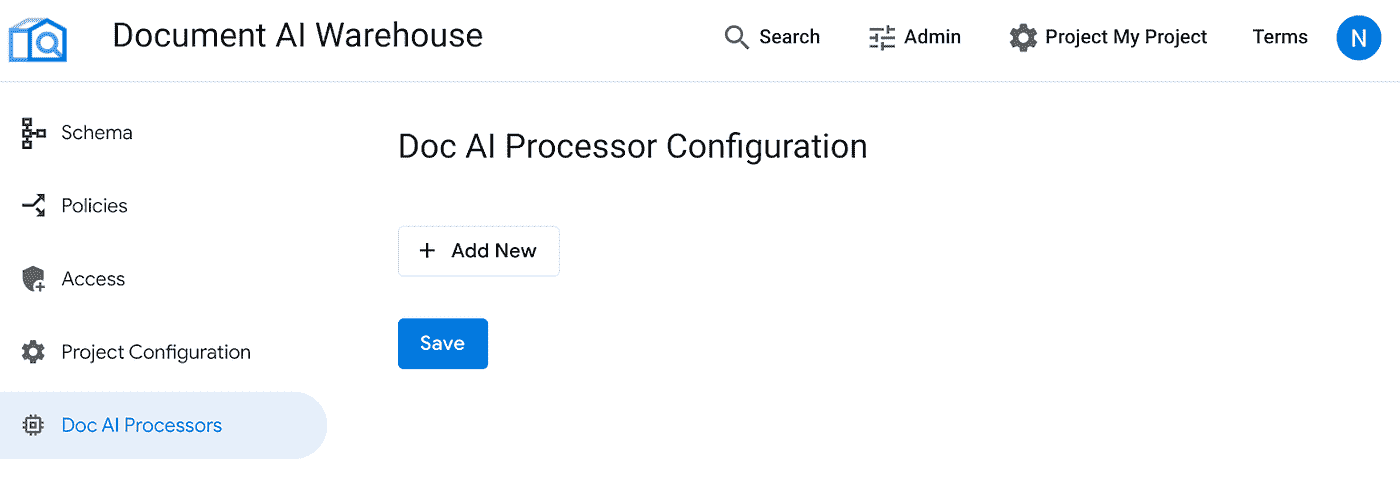 Document AI Warehouse
Search
Admin
Project My Project
Terms
N
Schema
Policies
Access
Project Configuration
Doc AI Processors
Doc AI Processor Configuration
+ Add New
Save